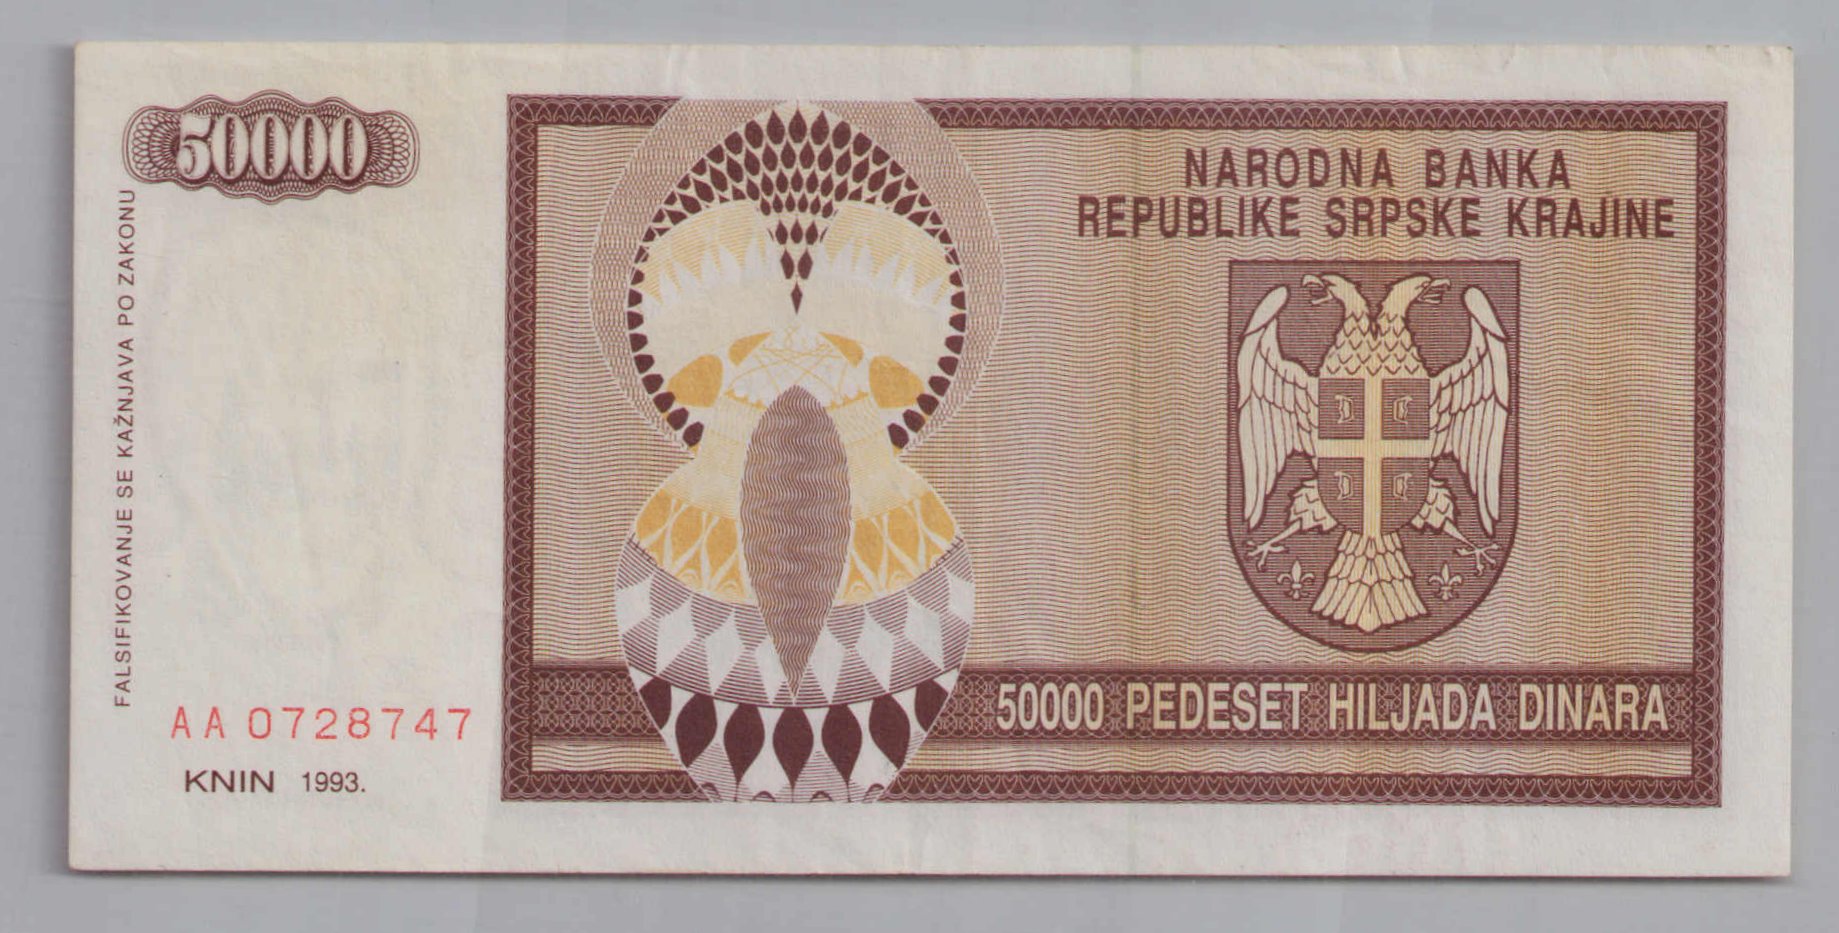 50000
FALSIFIKOVANJE SE KAŽNJAVA PO ZAKONU
AA 0728747
KNIN 1993.
NARODNA BANKA
REPUBLIKE SRPSKE KRAJINE
50000 PEDESET HILJADA DINARA